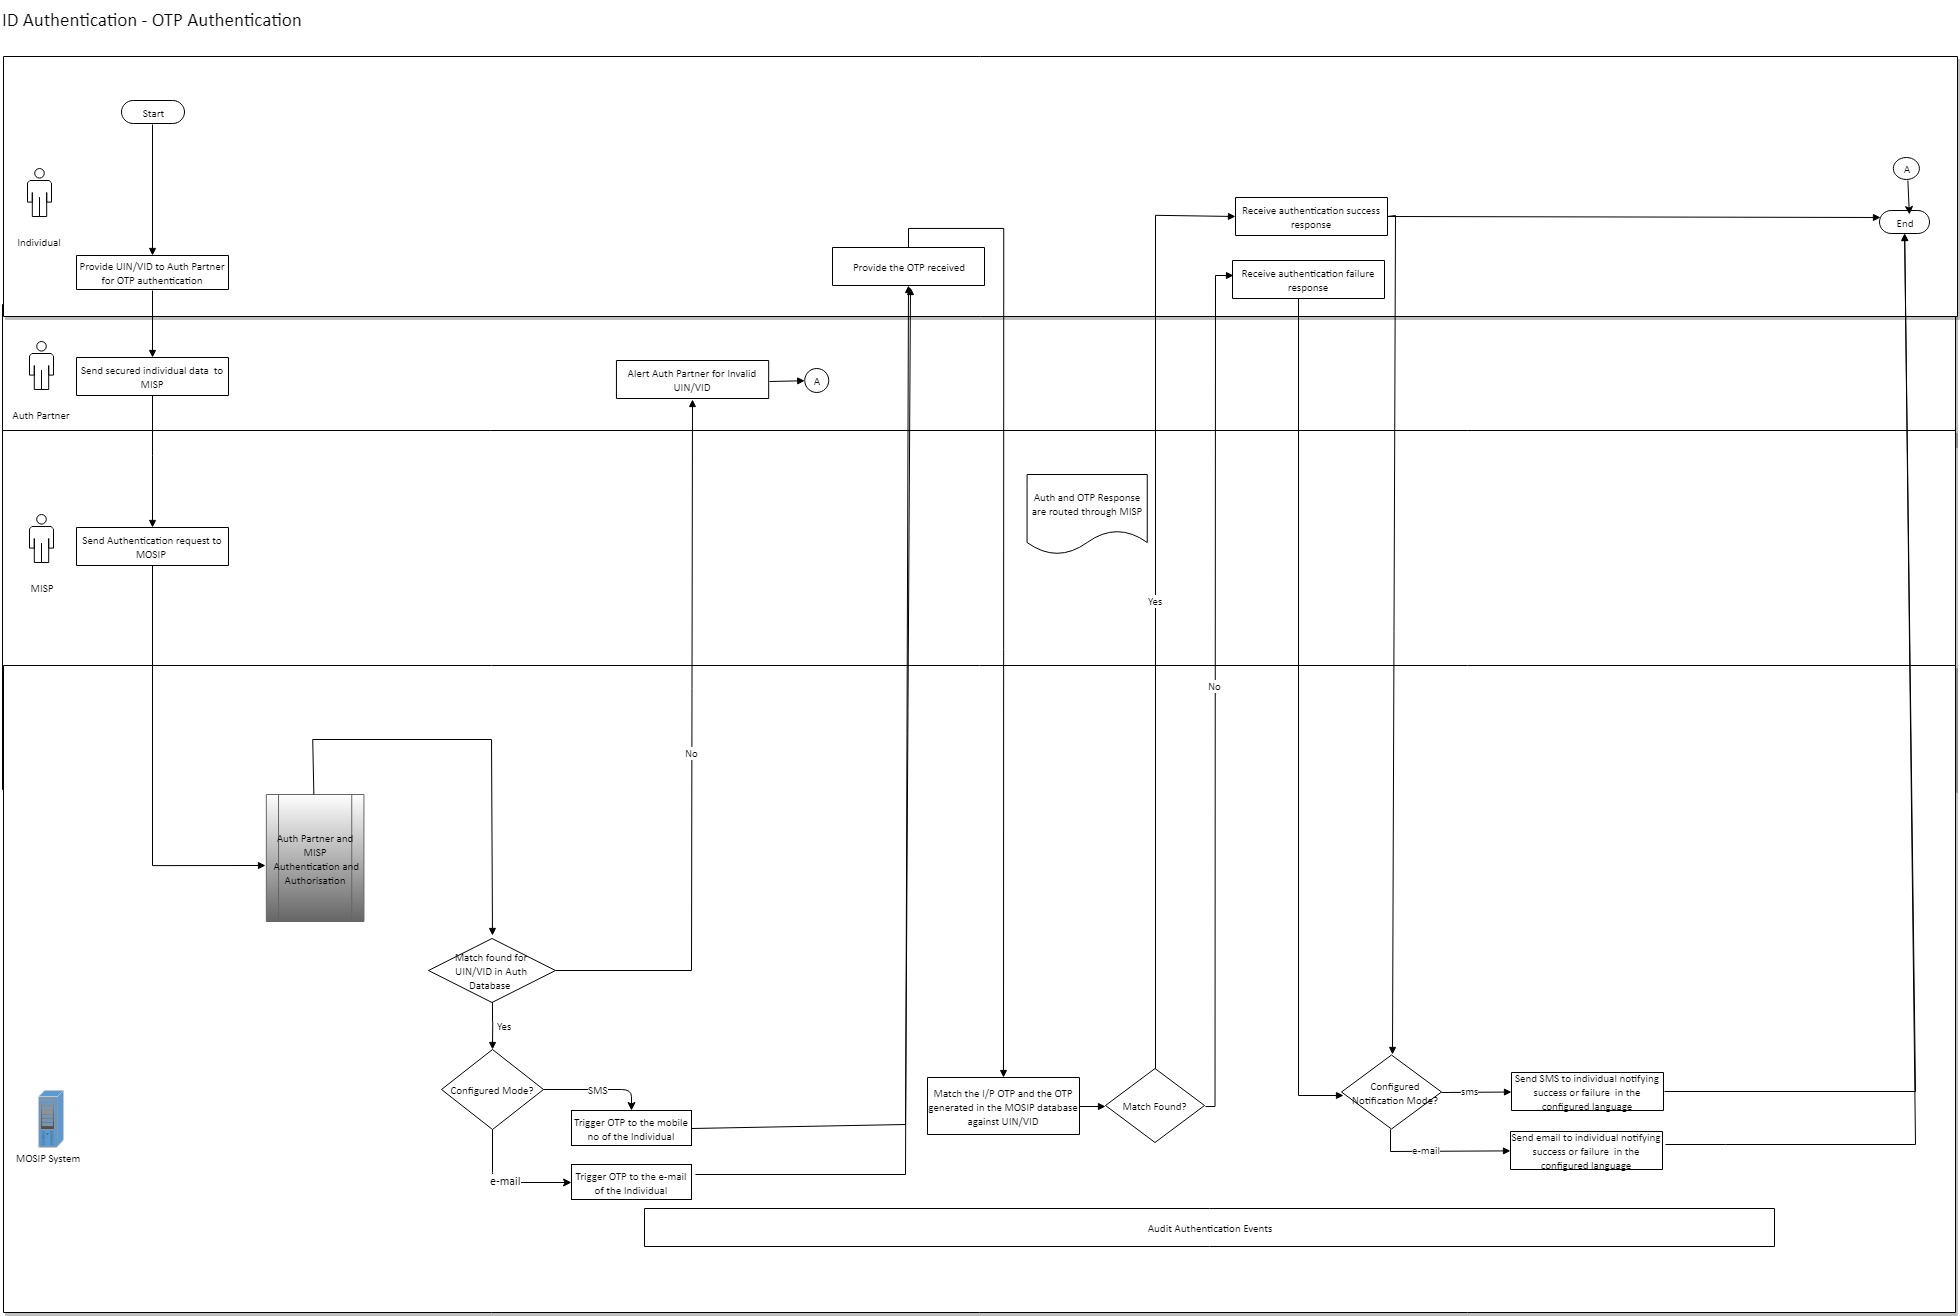 ID Authentication - OTP Authentication
Start
A
Receive authentication success
response
End
Individual
Provide UIN/VID to Auth Partner
for OTP authentication
Provide the OTP received
Receive authentication failure
response
Send secured individual data to
MISP
Alert Auth Partner for Invalid
UIN/VID
A
Auth Partner
Auth and OTP Response
are routed through MISP
Send Authentication request to
MOSIP
MISP
Yes
No
No
Auth Partner and
MISP
Authentication and
Authorisation
Match found for
UIN/VID in Auth
Database
Yes
Configured Mode?
SMS
Trigger OTP to the mobile
no of the Individual
e-mail
Trigger OTP to the e-mail
of the Individual
Match the I/P OTP and the OTP
generated in the MOSIP database
against UIN/VID
Match Found?
Configured
Notification Mode?
sms
Send SMS to individual notifying
success or failure in the
configured language
e-mail
Send email to individual notifying
success or failure in the
configured language
MOSIP System
Audit Authentication Events